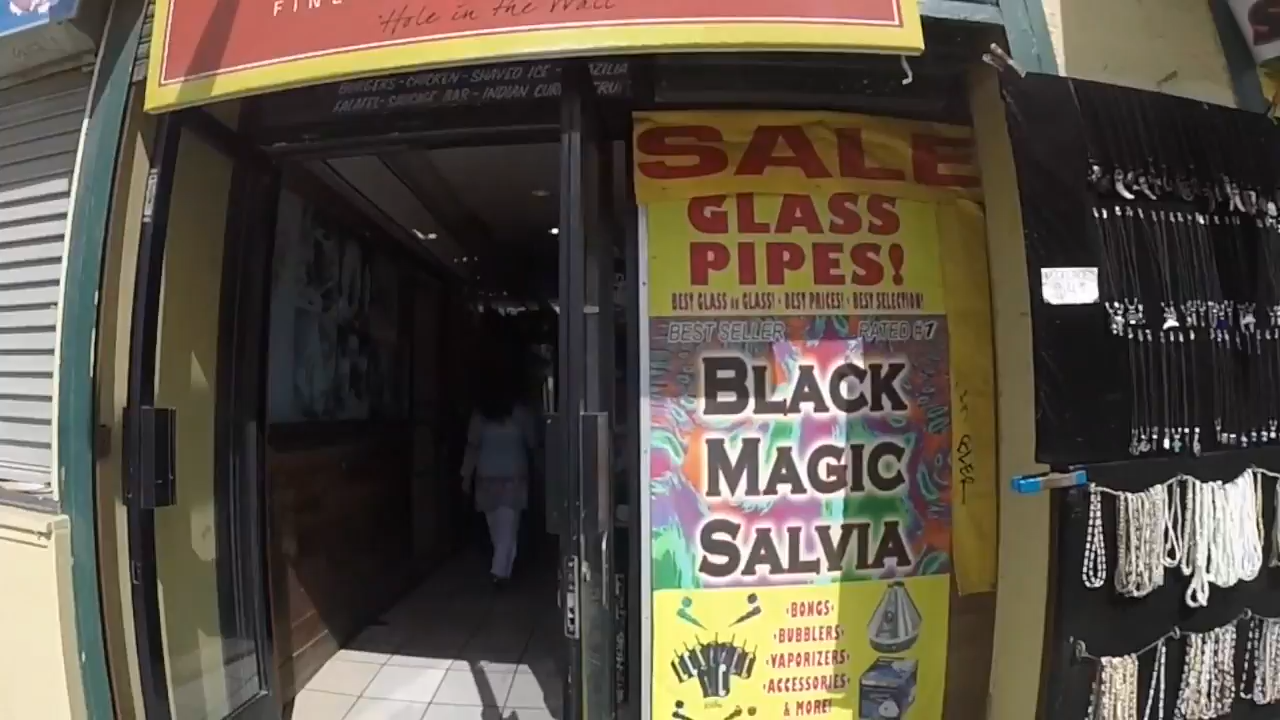 FINE
Hole in the Wall
BURGERS - CHICKEN - SHAVED ICE -
FALAFEL - SAUSAGE BAR - INDIAN
SALE
GLASS
PIPES!
BEST GLASS ON GLASS! • BEST PRICES! • BEST SELECTION!
BEST SELLER RATED #1
BLACK
MAGIC
SALVIA
•BONGS•
•BUBBLERS•
•VAPORIZERS•
•ACCESSORIES•
& MORE!